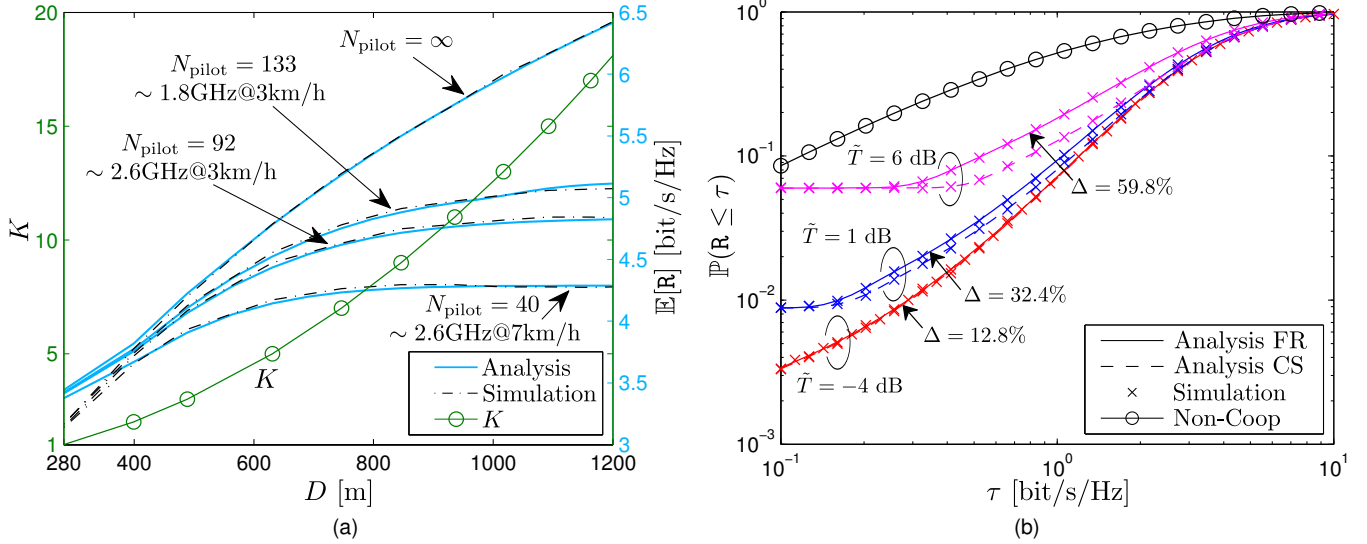 20
15
10
5
1
K
280
400
600
800
1000
1200
D [m]
6.5
6
5.5
5
4.5
4
3.5
3
𝔼[R] [bit/s/Hz]
N_pilot = ∞
N_pilot = 133
∼ 1.8GHz@3km/h
N_pilot = 92
∼ 2.6GHz@3km/h
N_pilot = 40
∼ 2.6GHz@7km/h
K
Analysis
Simulation
K
(a)
10^0
10^−1
10^−2
10^−3
ℙ(R ≤ τ)
10^−1
10^0
10^1
τ [bit/s/Hz]
T̃ = 6 dB
Δ = 59.8%
T̃ = 1 dB
Δ = 32.4%
Δ = 12.8%
T̃ = −4 dB
Analysis FR
Analysis CS
Simulation
Non-Coop
(b)